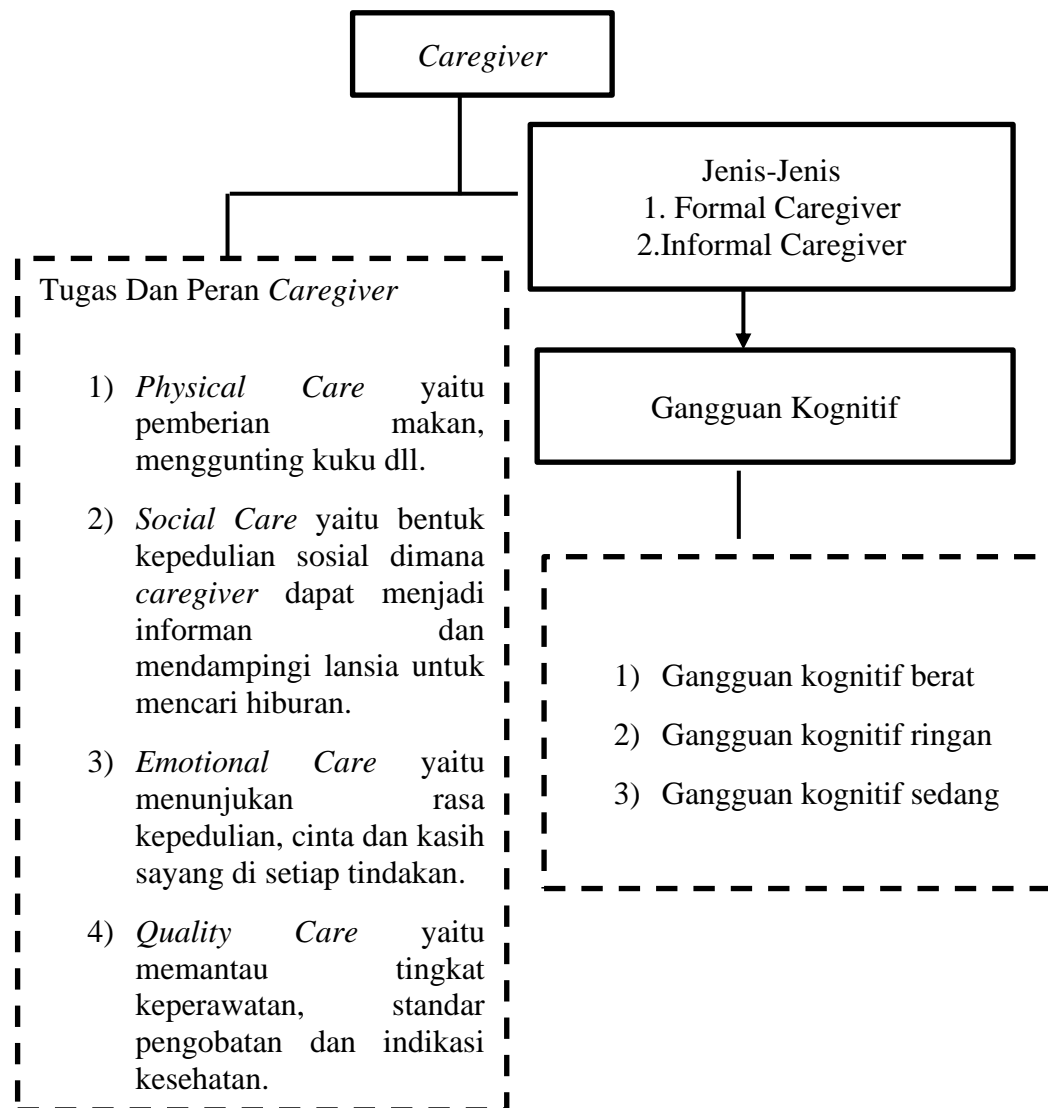 Caregiver
Jenis-Jenis
1. Formal Caregiver
2.Informal Caregiver
Tugas Dan Peran Caregiver
1) Physical Care yaitu
pemberian makan,
menggunting kuku dll.
2) Social Care yaitu bentuk
kepedulian sosial dimana
caregiver dapat menjadi
informan dan
mendampingi lansia untuk
mencari hiburan.
3) Emotional Care yaitu
menunjukan rasa
kepedulian, cinta dan kasih
sayang di setiap tindakan.
4) Quality Care yaitu
memantau tingkat
keperawatan, standar
pengobatan dan indikasi
kesehatan.
Gangguan Kognitif
1) Gangguan kognitif berat
2) Gangguan kognitif ringan
3) Gangguan kognitif sedang